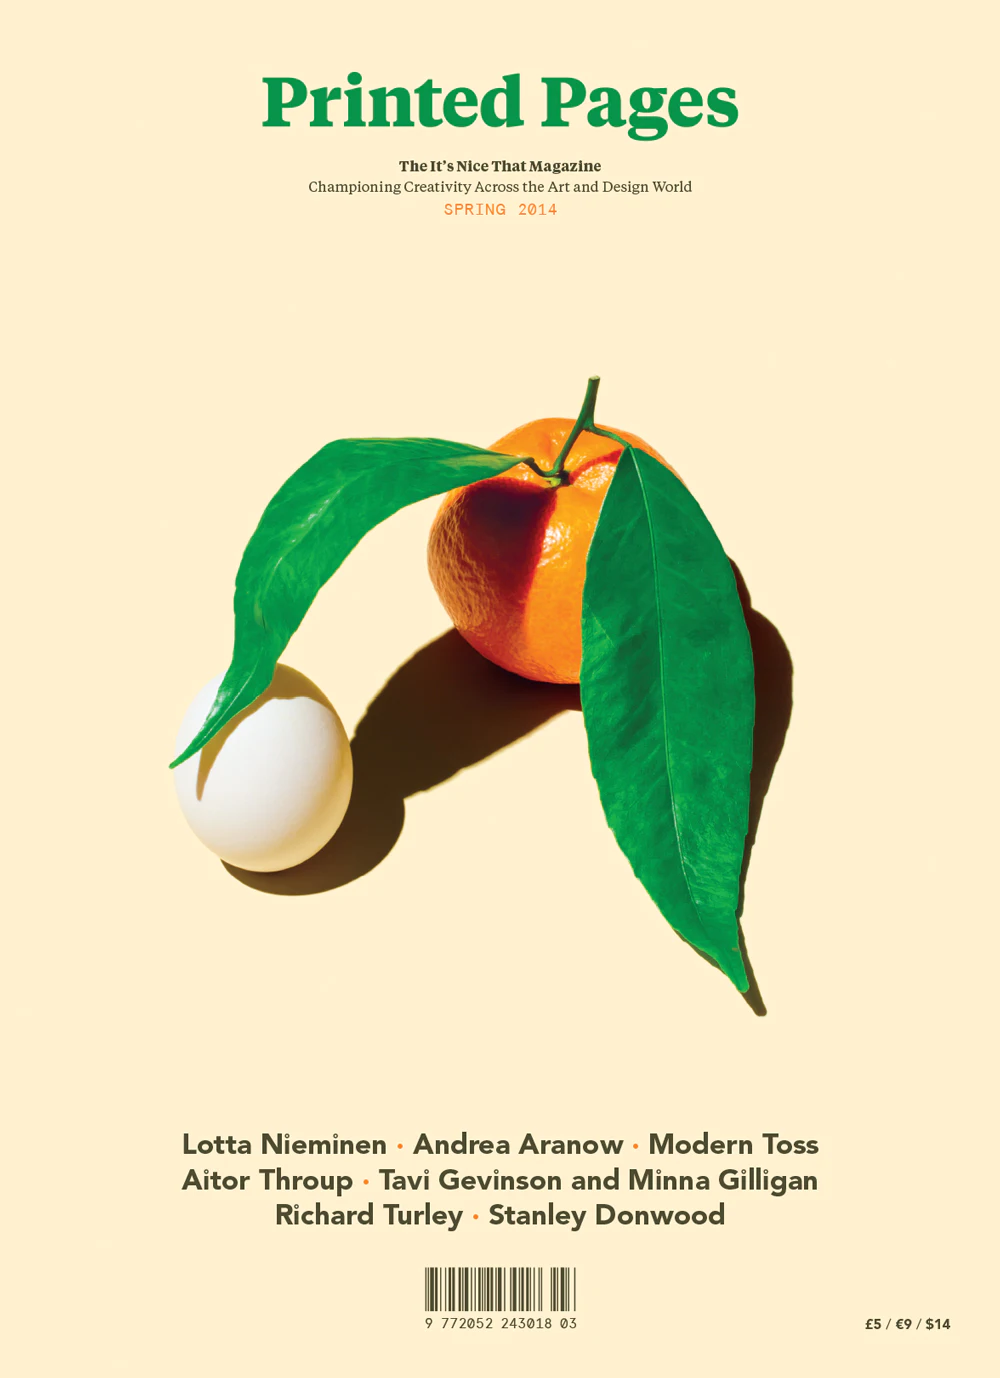 Printed Pages
The It's Nice That Magazine
Championing Creativity Across the Art and Design World
SPRING 2014
Lotta Nieminen · Andrea Aranow · Modern Toss
Aitor Throup · Tavi Gevinson and Minna Gilligan
Richard Turley · Stanley Donwood
9 772052 243018 03
£5 / €9 / $14